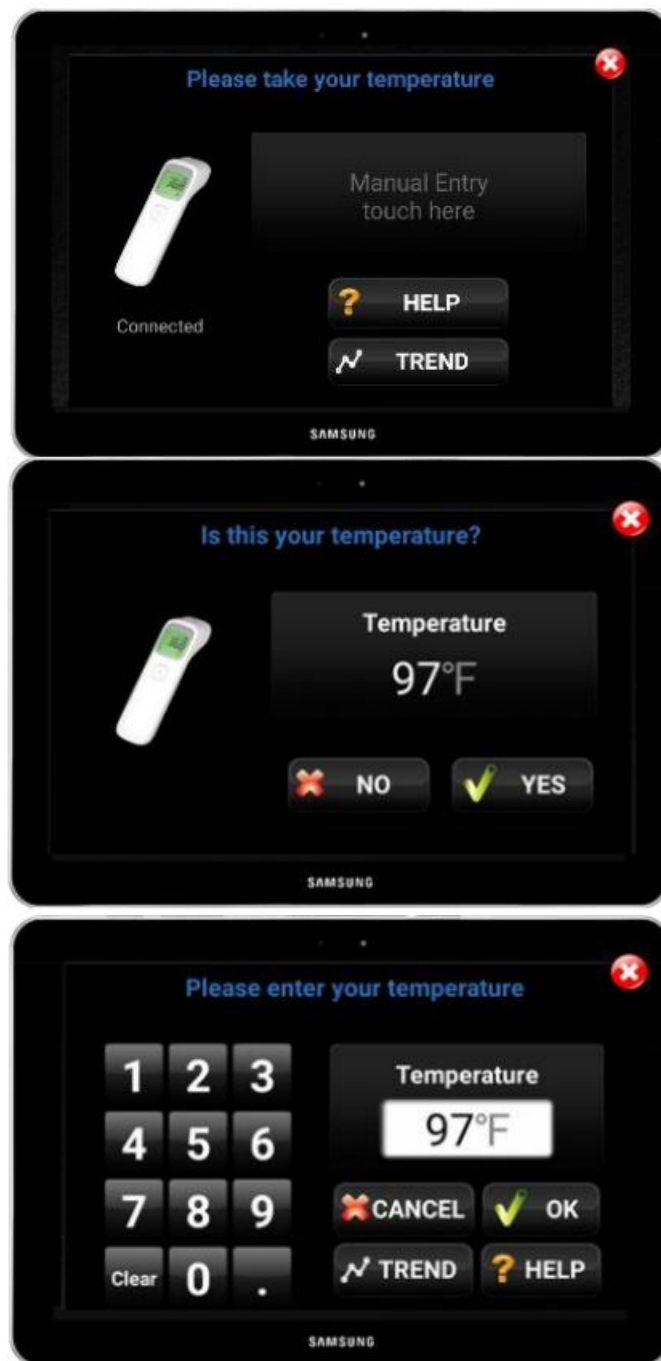 Please take your temperature
Manual Entry
touch here
Connected
HELP
TREND
SAMSUNG
Is this your temperature?
Temperature
97°F
NO
YES
SAMSUNG
Please enter your temperature
1 2 3
Temperature
97°F
4 5 6
7 8 9
CANCEL
OK
Clear 0 .
TREND
HELP
SAMSUNG